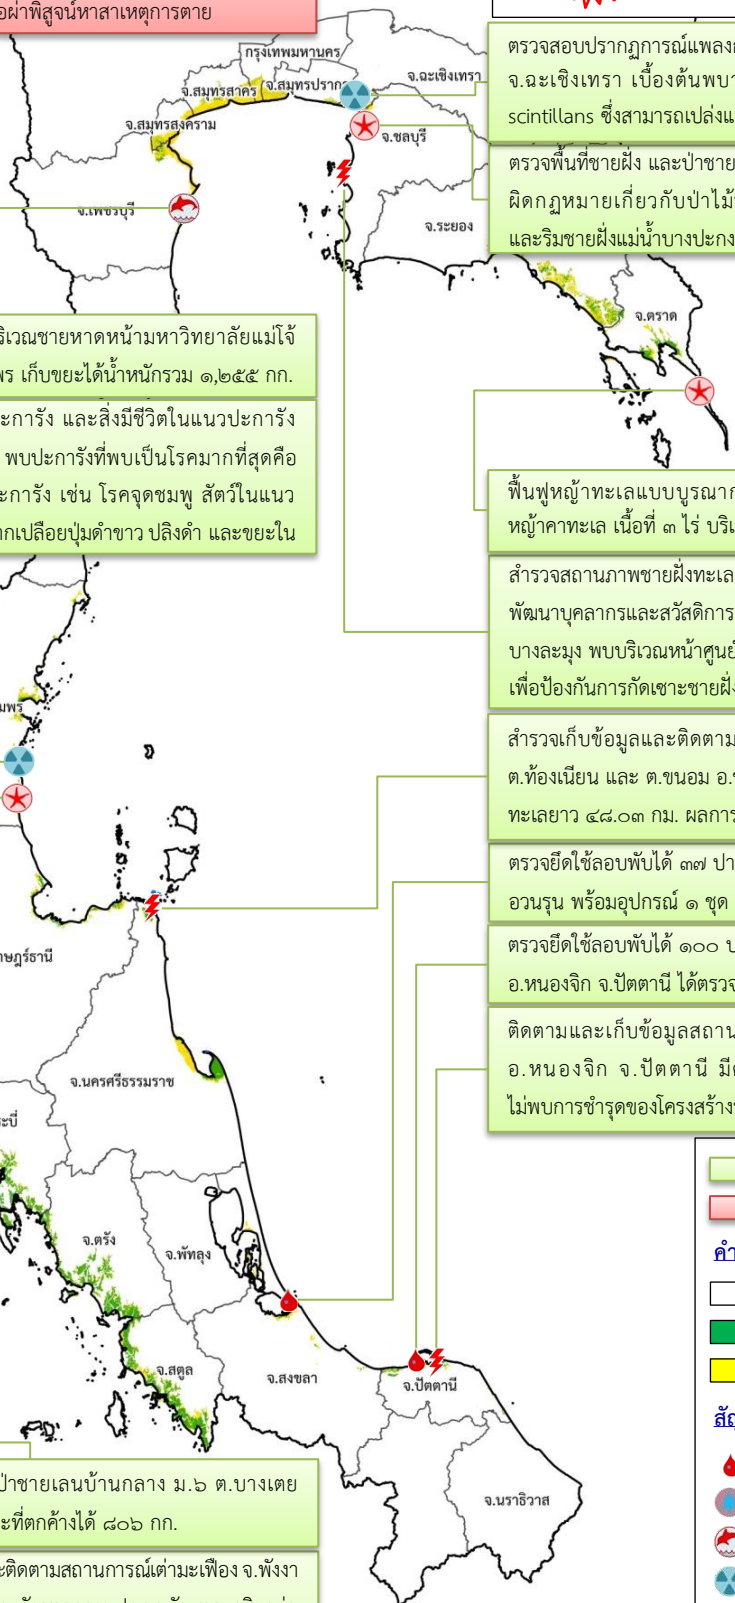 อผ่าพิสูจน์หาสาเหตุการตาย
กรุงเทพมหานคร
จ.สมุทรสาคร
จ.สมุทรปราก
จ.ฉะเชิงเทรา
จ.สมุทรสงคราม
จ.ชลบุรี
จ.เพชรบุรี
จ.ระยอง
จ.ตราด
ตรวจสอบปรากฏการณ์แพลงก
จ.ฉะเชิงเทรา เบื้องต้นพบว
scintillans ซึ่งสามารถเปล่งแ
ตรวจพื้นที่ชายฝั่ง และป่าชาย
ผิดกฎหมายเกี่ยวกับป่าไม้
และริมชายฝั่งแม่น้ำบางปะกง
ริเวณชายหาดหน้ามหาวิทยาลัยแม่โจ้
พร เก็บขยะได้น้ำหนักรวม ๑,๒๕๕ กก.
ะการัง และสิ่งมีชีวิตในแนวปะการัง
พบปะการังที่พบเป็นโรคมากที่สุดคือ
ะการัง เช่น โรคจุดชมพู สัตว์ในแนว
ากเปลือยปุ่มดำขาว ปลิงดำ และขยะใน
ฟื้นฟูหญ้าทะเลแบบบูรณาก
หญ้าคาทะเล เนื้อที่ ๓ ไร่ บริเ
สำรวจสถานภาพชายฝั่งทะเล
พัฒนาบุคลากรและสวัสดิการ
บางละมุง พบบริเวณหน้าศูนย์
เพื่อป้องกันการกัดเซาะชายฝั่ง
สำรวจเก็บข้อมูลและติดตาม
ต.ท้องเนียน และ ต.ขนอม อ.ข
ทะเลยาว ๔๘.๐๓ กม. ผลการ
ตรวจยึดใช้ลอบพับได้ ๓๗ ปา
อวนรุน พร้อมอุปกรณ์ ๑ ชุด
ตรวจยึดใช้ลอบพับได้ ๑๐๐ ป
อ.หนองจิก จ.ปัตตานี ได้ตรวจ
ติดตามและเก็บข้อมูลสถาน
อ.หนองจิก จ.ปัตตานี มี
ไม่พบการชำรุดของโครงสร้าง
มพร
าษฎร์ธานี
จ.นครศรีธรรมราช
ะบี่
จ.ตรัง
จ.พัทลุง
จ.สตูล
จ.สงขลา
จ.ปัตตานี
จ.นราธิวาส
คำ
สัญ
ป่าชายเลนบ้านกลาง ม.๖ ต.บางเตย
ะที่ตกค้างได้ ๘๐๖ กก.
ะติดตามสถานการณ์เต่ามะเฟือง จ.พังงา